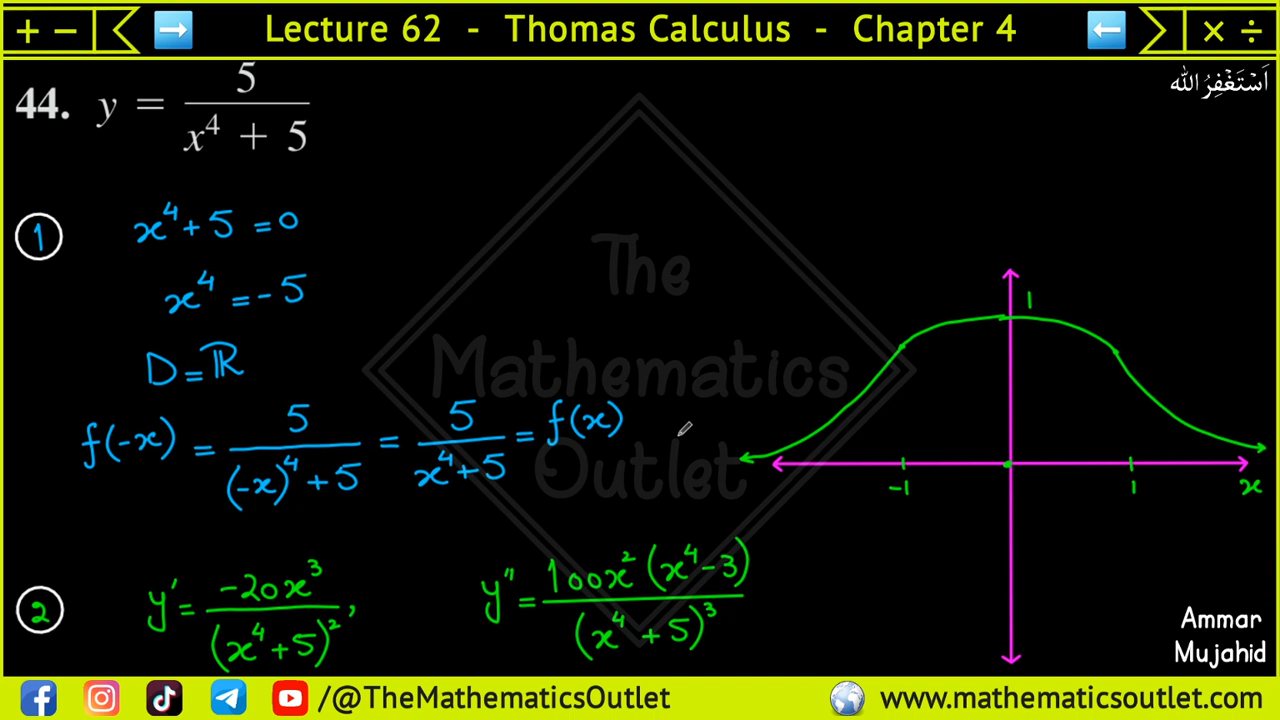 + − ➡ Lecture 62 - Thomas Calculus - Chapter 4 ⬅ × ÷
اَسْتَغْفِرُ اللّٰه
44. y = 5 / (x⁴ + 5)
1 x⁴ + 5 = 0
x⁴ = -5
D = ℝ
f(-x) = 5 / ((-x)⁴ + 5) = 5 / (x⁴ + 5) = f(x)
2 y' = -20x³ / (x⁴ + 5)², y'' = 100x² (x⁴ - 3) / (x⁴ + 5)³
1
-1 1 x
The
Mathematics
Outlet
Ammar
Mujahid
/@TheMathematicsOutlet www.mathematicsoutlet.com